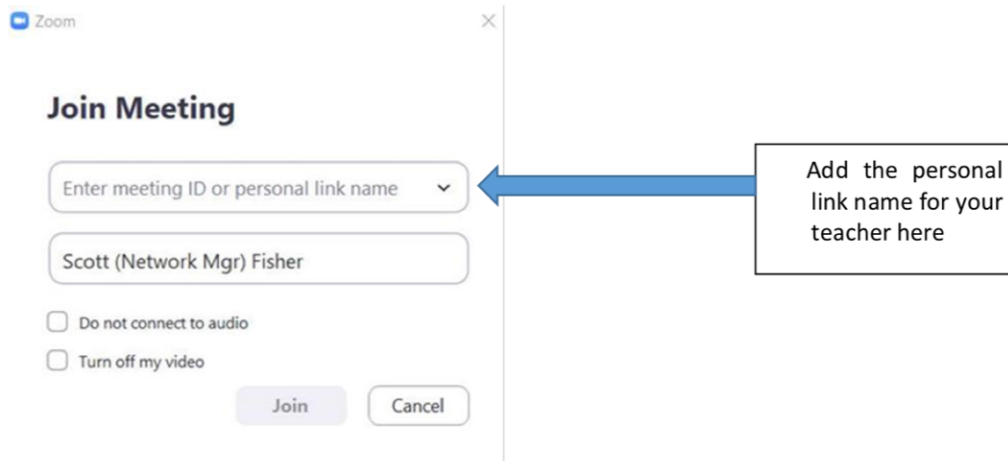 Zoom
Join Meeting
Enter meeting ID or personal link name
Scott (Network Mgr) Fisher
Do not connect to audio
Turn off my video
Join Cancel
Add the personal
link name for your
teacher here